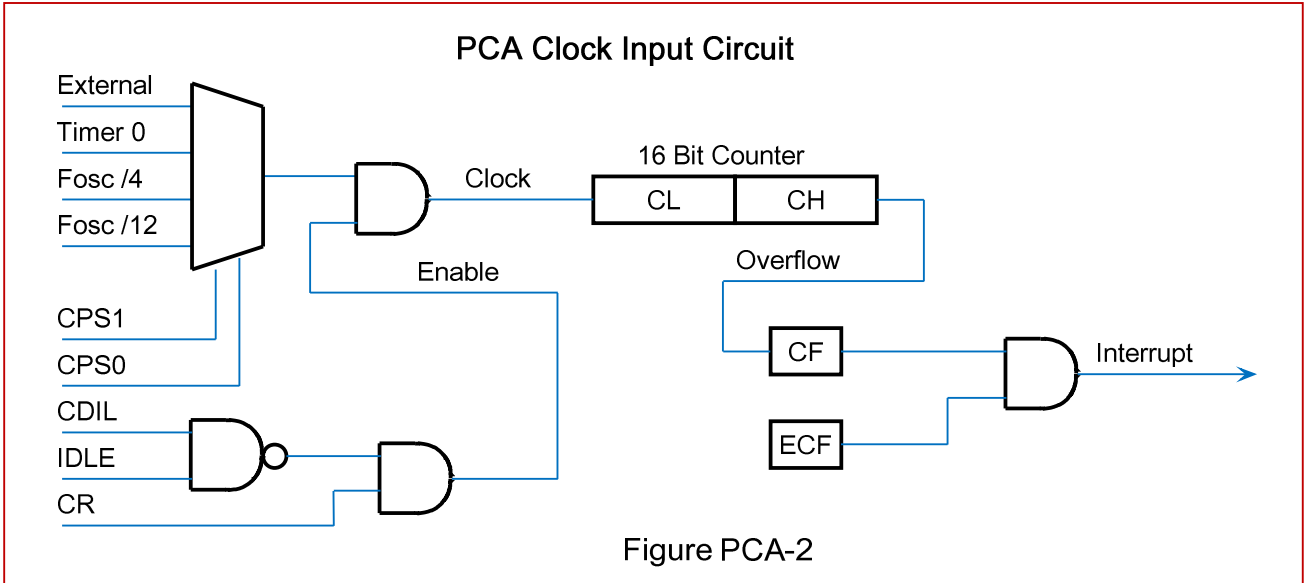 PCA Clock Input Circuit
External
Timer 0
Fosc /4
Fosc /12
CPS1
CPS0
CDIL
IDLE
CR
Clock
Enable
16 Bit Counter
CL
CH
Overflow
CF
ECF
Interrupt
Figure PCA-2